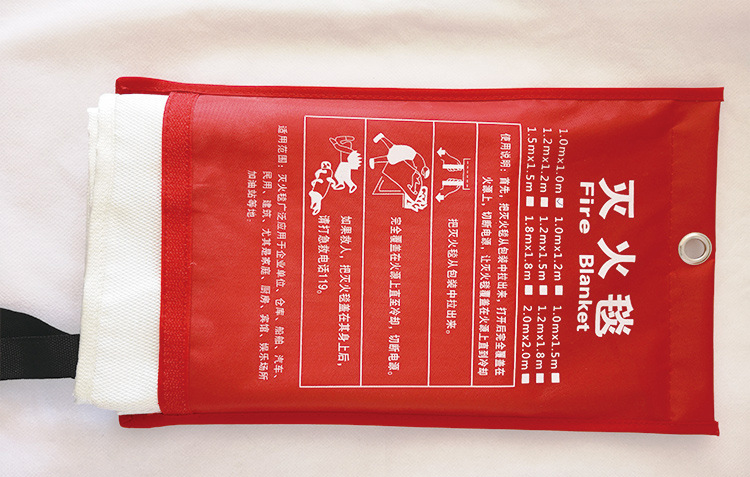 灭火毯
Fire Blanket
1.0mx1.0m☑ 1.0mx1.2m■ 1.0mx1.5m■
1.2mx1.2m■ 1.2mx1.5m■ 1.2mx1.8m■
1.5mx1.5m■ 1.8mx1.8m■ 2.0mx2.0m■
使用说明：首先，把灭火毯从包装中拉出来，打开后完全覆盖在
火源上，切断电源，让灭火毯覆盖在火源上直到冷却
把灭火毯从包装中拉出来。
完全覆盖在火源上直至冷却，切断电源。
如果救人，把灭火毯盖在其身上后，
请打急救电话119。
适用范围：灭火毯广泛应用于企业单位、仓库、船舶、汽车、
民用、建筑、尤其是家庭、厨房、宾馆、娱乐场所
加油站等地。